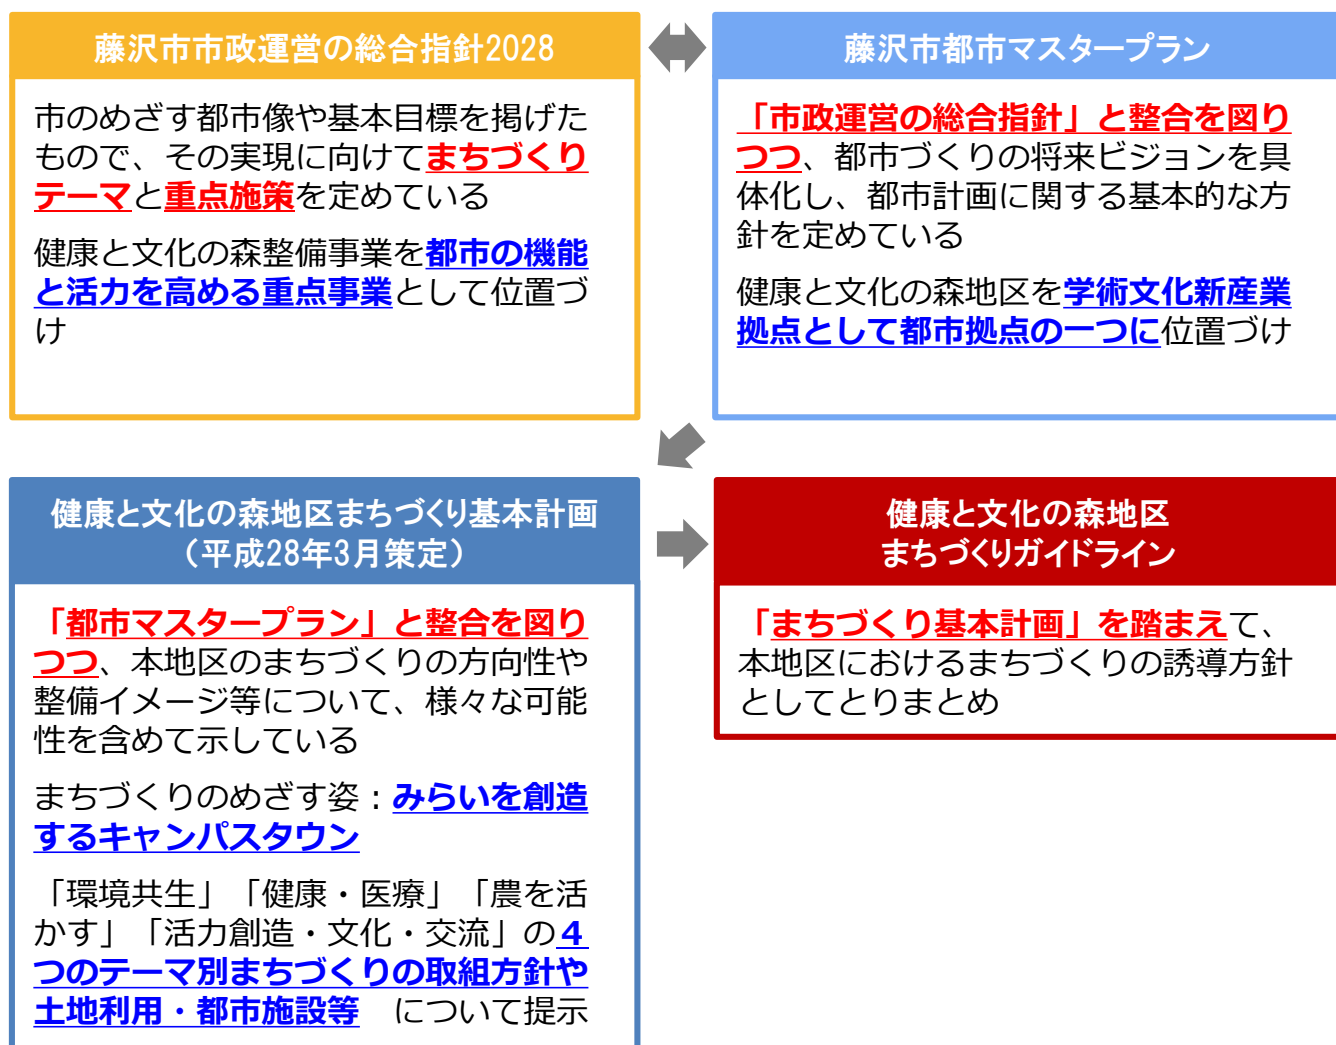 藤沢市市政運営の総合指針2028
市のめざす都市像や基本目標を掲げた
もので、その実現に向けてまちづくり
テーマと重点施策を定めている
健康と文化の森整備事業を都市の機能
と活力を高める重点事業として位置づ
け
藤沢市都市マスタープラン
「市政運営の総合指針」と整合を図り
つつ、都市づくりの将来ビジョンを具
体化し、都市計画に関する基本的な方
針を定めている
健康と文化の森地区を学術文化新産業
拠点として都市拠点の一つに位置づけ
健康と文化の森地区まちづくり基本計画
（平成28年3月策定）
「都市マスタープラン」と整合を図り
つつ、本地区のまちづくりの方向性や
整備イメージ等について、様々な可能
性を含めて示している
まちづくりのめざす姿：みらいを創造
するキャンパスタウン
「環境共生」「健康・医療」「農を活
かす」「活力創造・文化・交流」の４
つのテーマ別まちづくりの取組方針や
土地利用・都市施設等　について提示
健康と文化の森地区
まちづくりガイドライン
「まちづくり基本計画」を踏まえて、
本地区におけるまちづくりの誘導方針
としてとりまとめ